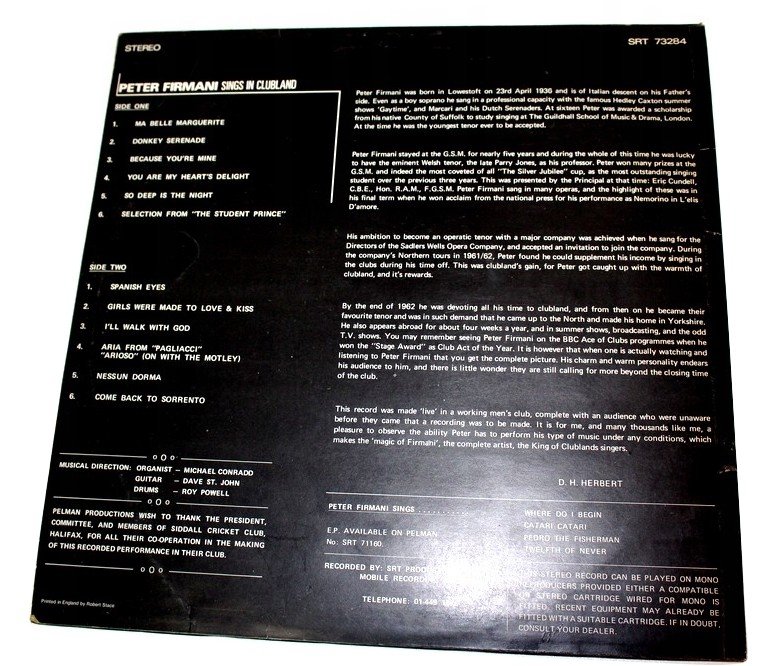 STEREO
SRT 73284
PETER FIRMANI SINGS IN CLUBLAND
SIDE ONE
1. MA BELLE MARGUERITE
2. DONKEY SERENADE
3. BECAUSE YOU'RE MINE
4. YOU ARE MY HEART'S DELIGHT
5. SO DEEP IS THE NIGHT
6. SELECTION FROM "THE STUDENT PRINCE"
SIDE TWO
1. SPANISH EYES
2. GIRLS WERE MADE TO LOVE & KISS
3. I'LL WALK WITH GOD
4. ARIA FROM "PAGLIACCI"
"ARIOSO" (ON WITH THE MOTLEY)
5. NESSUN DORMA
6. COME BACK TO SORRENTO
MUSICAL DIRECTION: ORGANIST – MICHAEL CONRADD
GUITAR – DAVE ST. JOHN
DRUMS – ROY POWELL
PELMAN PRODUCTIONS WISH TO THANK THE PRESIDENT,
COMMITTEE, AND MEMBERS OF SIDDALL CRICKET CLUB,
HALIFAX, FOR ALL THEIR CO-OPERATION IN THE MAKING
OF THIS RECORDED PERFORMANCE IN THEIR CLUB.
Printed in England by Robert Stace
Peter Firmani was born in Lowestoft on 23rd April 1936 and is of Italian descent on his Father's
side. Even as a boy soprano he sang in a professional capacity with the famous Hedley Caxton summer
shows 'Gaytime', and Marcari and his Dutch Serenaders. At sixteen Peter was awarded a scholarship
from his native County of Suffolk to study singing at The Guildhall School of Music & Drama, London.
At the time he was the youngest tenor ever to be accepted.
Peter Firmani stayed at the G.S.M. for nearly five years and during the whole of this time he was lucky
to have the eminent Welsh tenor, the late Parry Jones, as his professor. Peter won many prizes at the
G.S.M. and indeed the most coveted of all "The Silver Jubilee" cup, as the most outstanding singing
student over the previous three years. This was presented by the Principal at that time: Eric Cundell,
C.B.E., Hon. R.A.M., F.G.S.M. Peter Firmani sang in many operas, and the highlight of these was in
his final term when he won acclaim from the national press for his performance as Nemorino in L'elis
D'amore.
His ambition to become an operatic tenor with a major company was achieved when he sang for the
Directors of the Sadlers Wells Opera Company, and accepted an invitation to join the company. During
the company's Northern tours in 1961/62, Peter found he could supplement his income by singing in
the clubs during his time off. This was clubland's gain, for Peter got caught up with the warmth of
clubland, and it's rewards.
By the end of 1962 he was devoting all his time to clubland, and from then on he became their
favourite tenor and was in such demand that he came up to the North and made his home in Yorkshire.
He also appears abroad for about four weeks a year, and in summer shows, broadcasting, and the odd
T.V. shows. You may remember seeing Peter Firmani on the BBC Ace of Clubs programmes when he
won the "Stage Award" as Club Act of the Year. It is however that when one is actually watching and
listening to Peter Firmani that you get the complete picture. His charm and warm personality endears
his audience to him, and there is little wonder they are still calling for more beyond the closing time
of the club.
This record was made 'live' in a working men's club, complete with an audience who were unaware
before they came that a recording was to be made. It is for me, and many thousands like me, a
pleasure to observe the ability Peter has to perform his type of music under any conditions, which
makes the 'magic of Firmani', the complete artist, the King of Clublands singers.
D. H. HERBERT
PETER FIRMANI SINGS . . . . . . . . . .
WHERE DO I BEGIN
CATARI CATARI
PEDRO THE FISHERMAN
TWELFTH OF NEVER
E.P. AVAILABLE ON PELMAN
No: SRT 71160.
RECORDED BY: SRT
MOBILE
TELEPHONE:
STEREO RECORD CAN BE PLAYED ON MONO
PROVIDED EITHER A COMPATIBLE
OR STEREO CARTRIDGE WIRED FOR MONO IS
FITTED. RECENT EQUIPMENT MAY ALREADY BE
FITTED WITH A SUITABLE CARTRIDGE. IF IN DOUBT,
CONSULT YOUR DEALER.